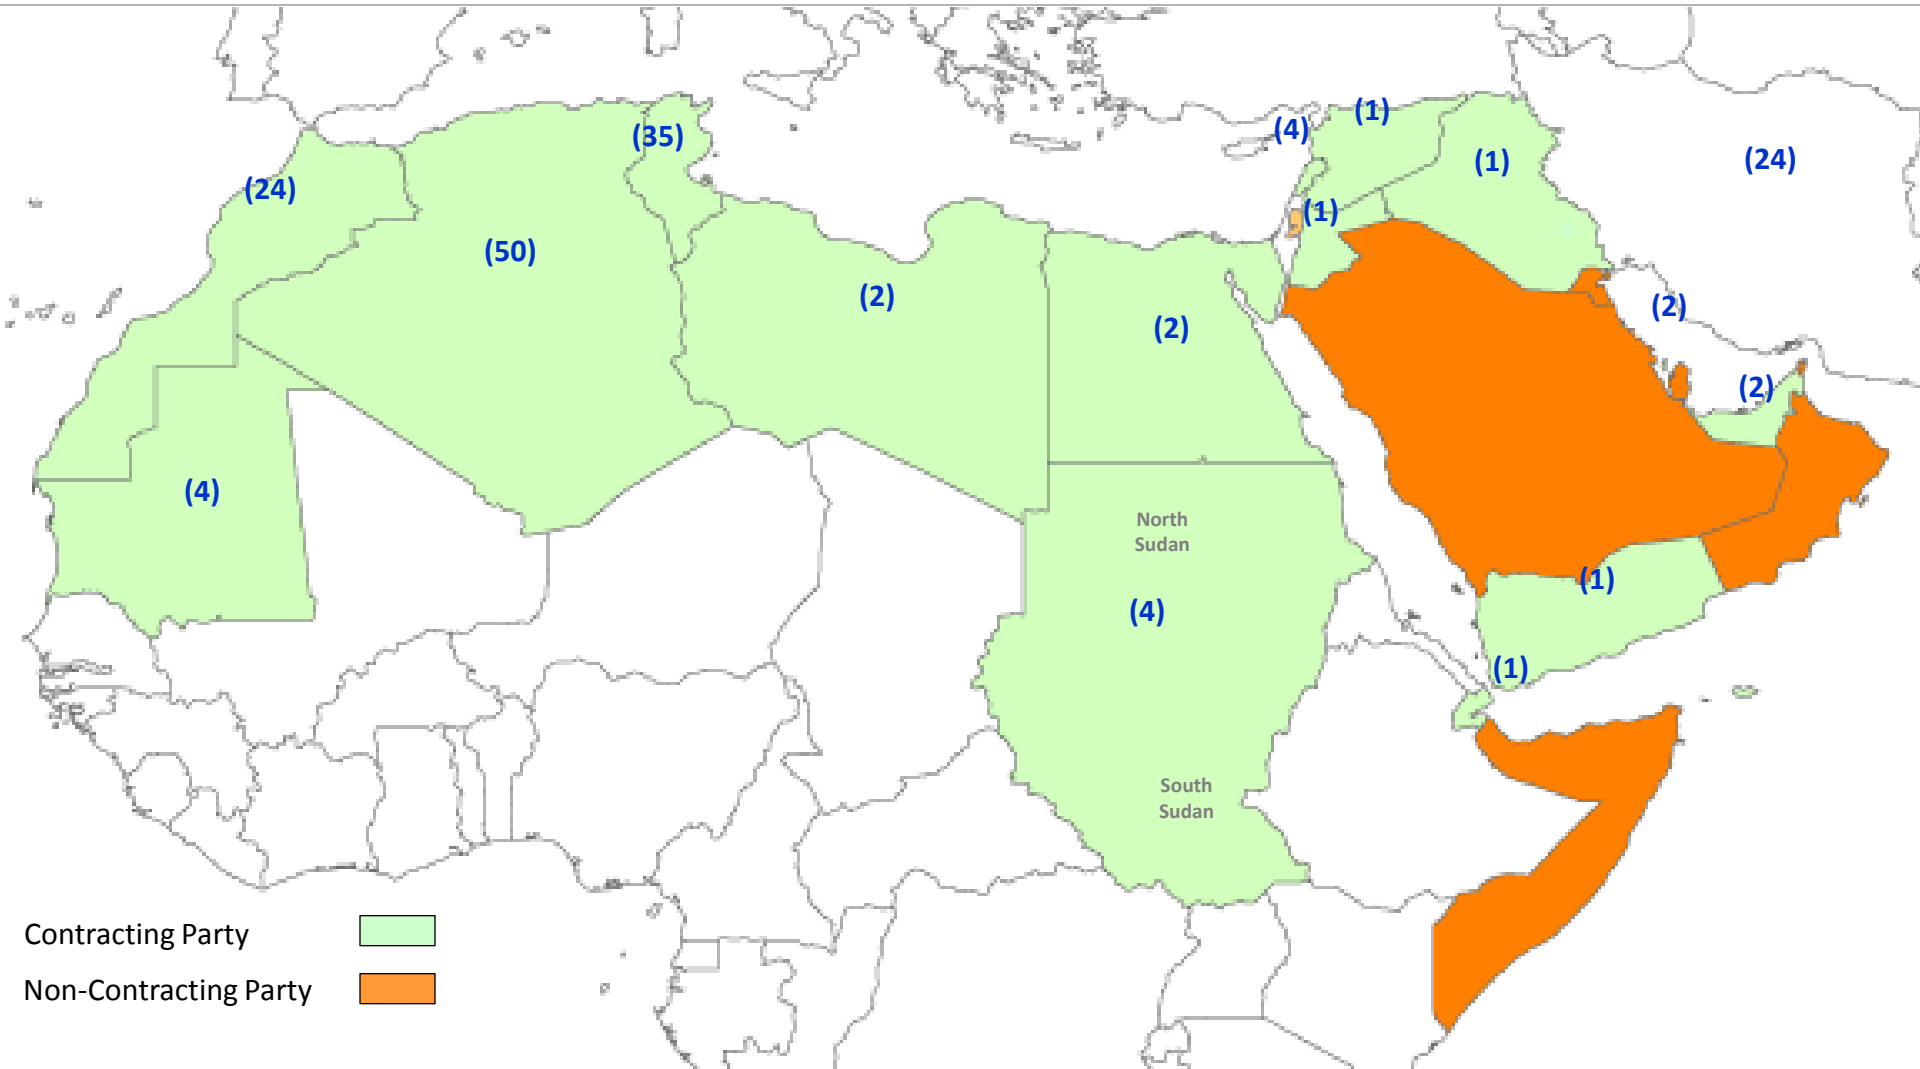 (1)
(4)
(35)
(1)
(24)
(24)
(1)
(50)
(2)
(2)
(2)
(2)
(4)
North
Sudan
(1)
(4)
(1)
South
Sudan
Contracting Party
Non-Contracting Party